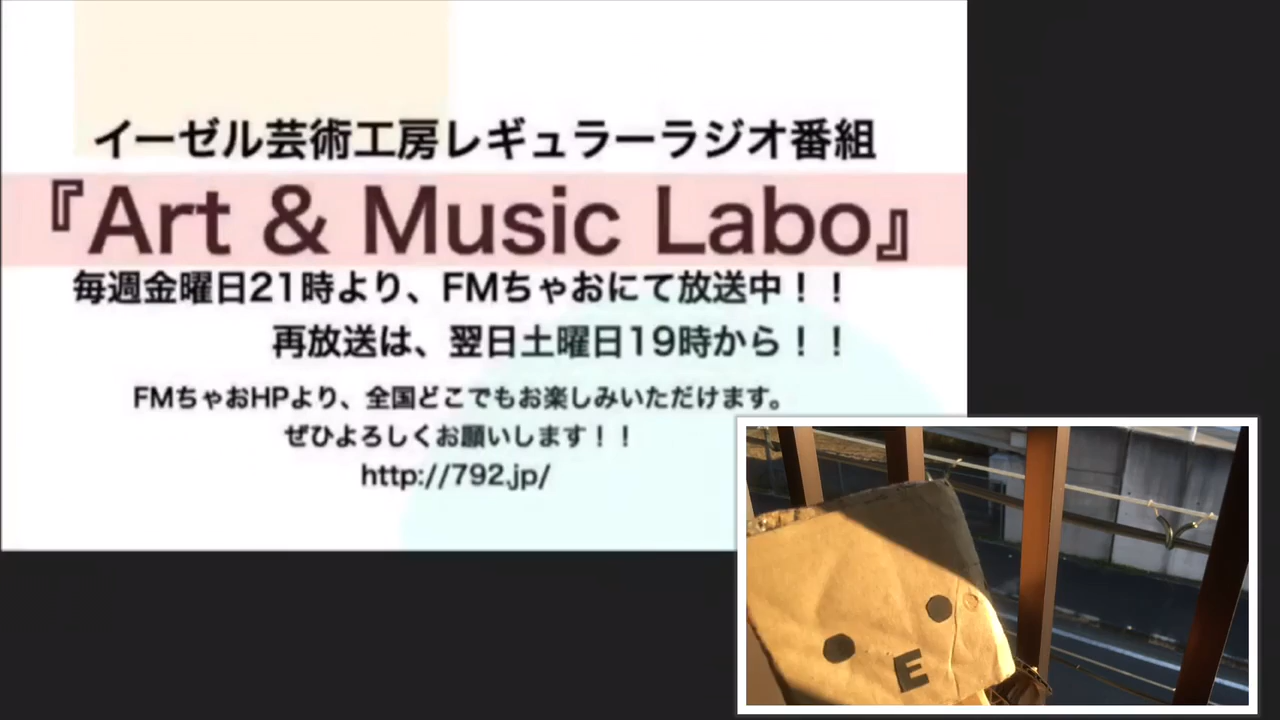 イーゼル芸術工房レギュラーラジオ番組
『Art & Music Labo』
毎週金曜日21時より、FMちゃおにて放送中！！
再放送は、翌日土曜日19時から！！
FMちゃおHPより、全国どこでもお楽しみいただけます。
ぜひよろしくお願いします！！
http://792.jp/
E